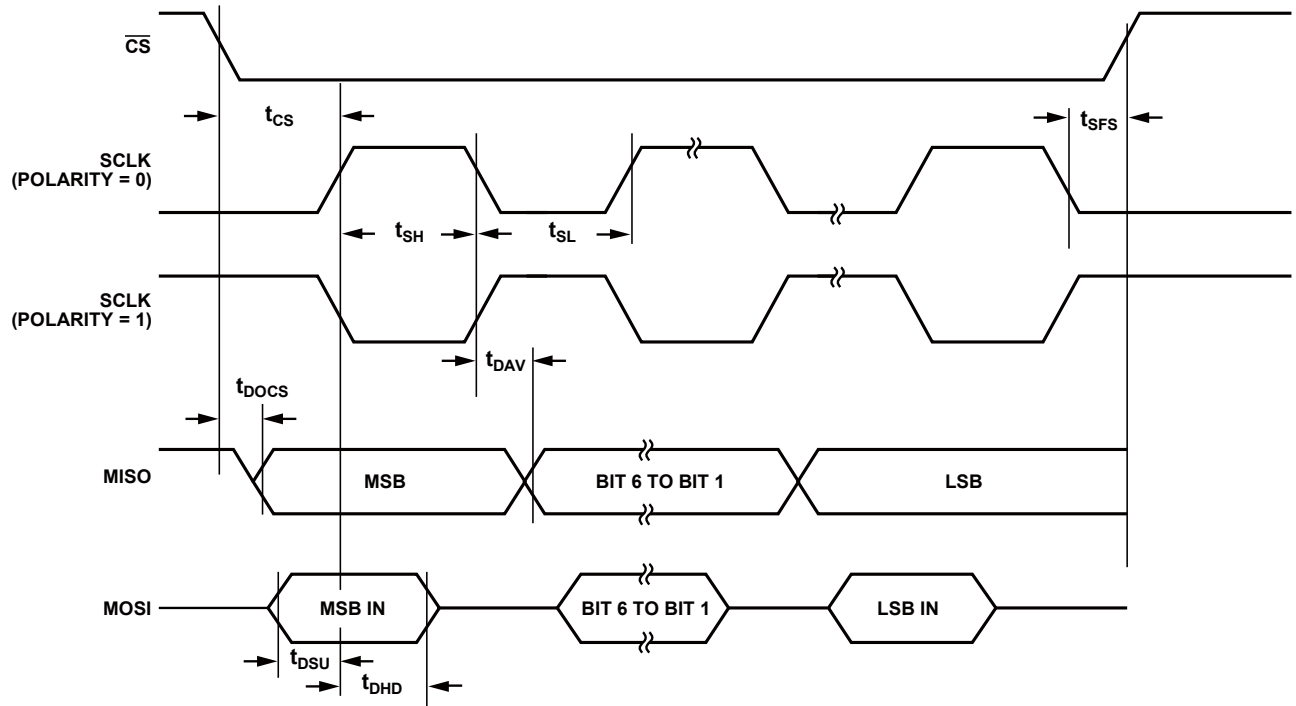 CS
tCS
tSFS
SCLK
(POLARITY = 0)
tSH
tSL
SCLK
(POLARITY = 1)
tDAV
tDOCS
MISO
MSB
BIT 6 TO BIT 1
LSB
MOSI
MSB IN
BIT 6 TO BIT 1
LSB IN
tDSU
tDHD